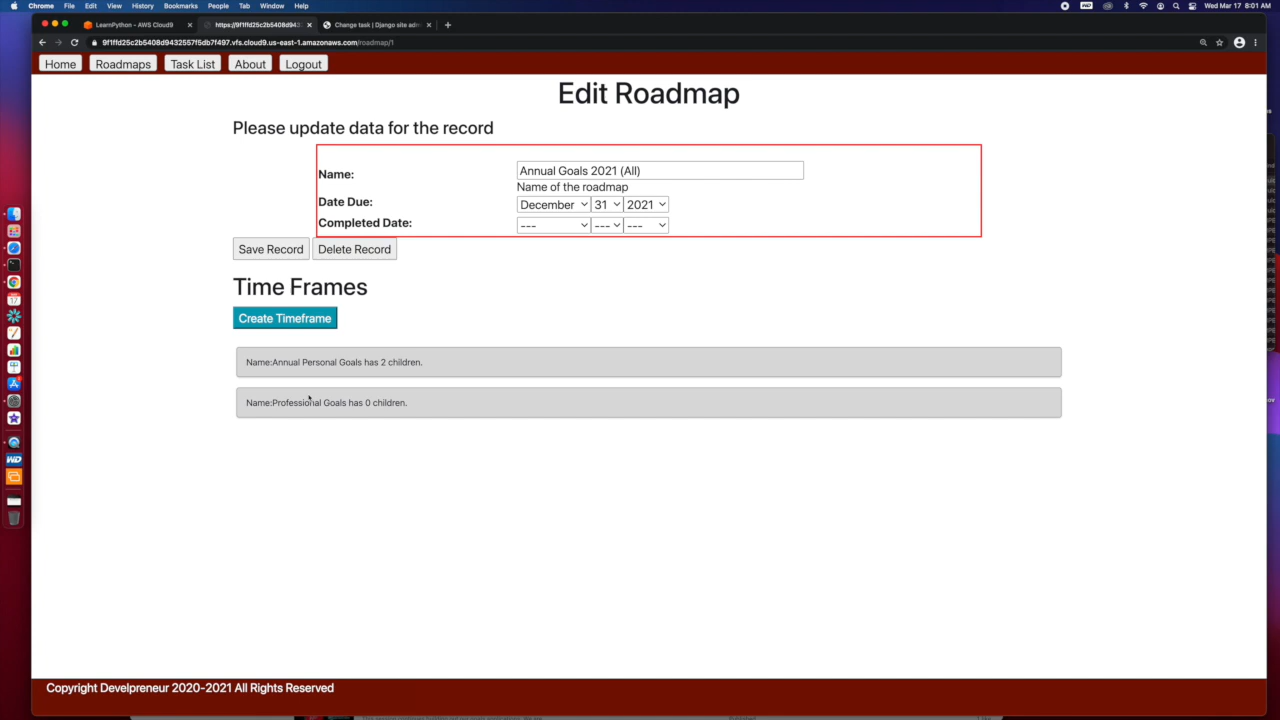 Chrome File Edit View History Bookmarks People Tab Window Help
Wed Mar 17 8:01 AM
LearnPython - AWS Cloud9
https://9f1ffd25c2b5408d943
Change task | Django site adm
9f1ffd25c2b5408d9432557f5db7f497.vfs.cloud9.us-east-1.amazonaws.com/roadmap/1
Home Roadmaps Task List About Logout
Edit Roadmap
Please update data for the record
Name: Annual Goals 2021 (All)
Name of the roadmap
Date Due: December 31 2021
Completed Date: --- --- ---
Save Record Delete Record
Time Frames
Create Timeframe
Name:Annual Personal Goals has 2 children.
Name:Professional Goals has 0 children.
Copyright Develpreneur 2020-2021 All Rights Reserved
WD
17